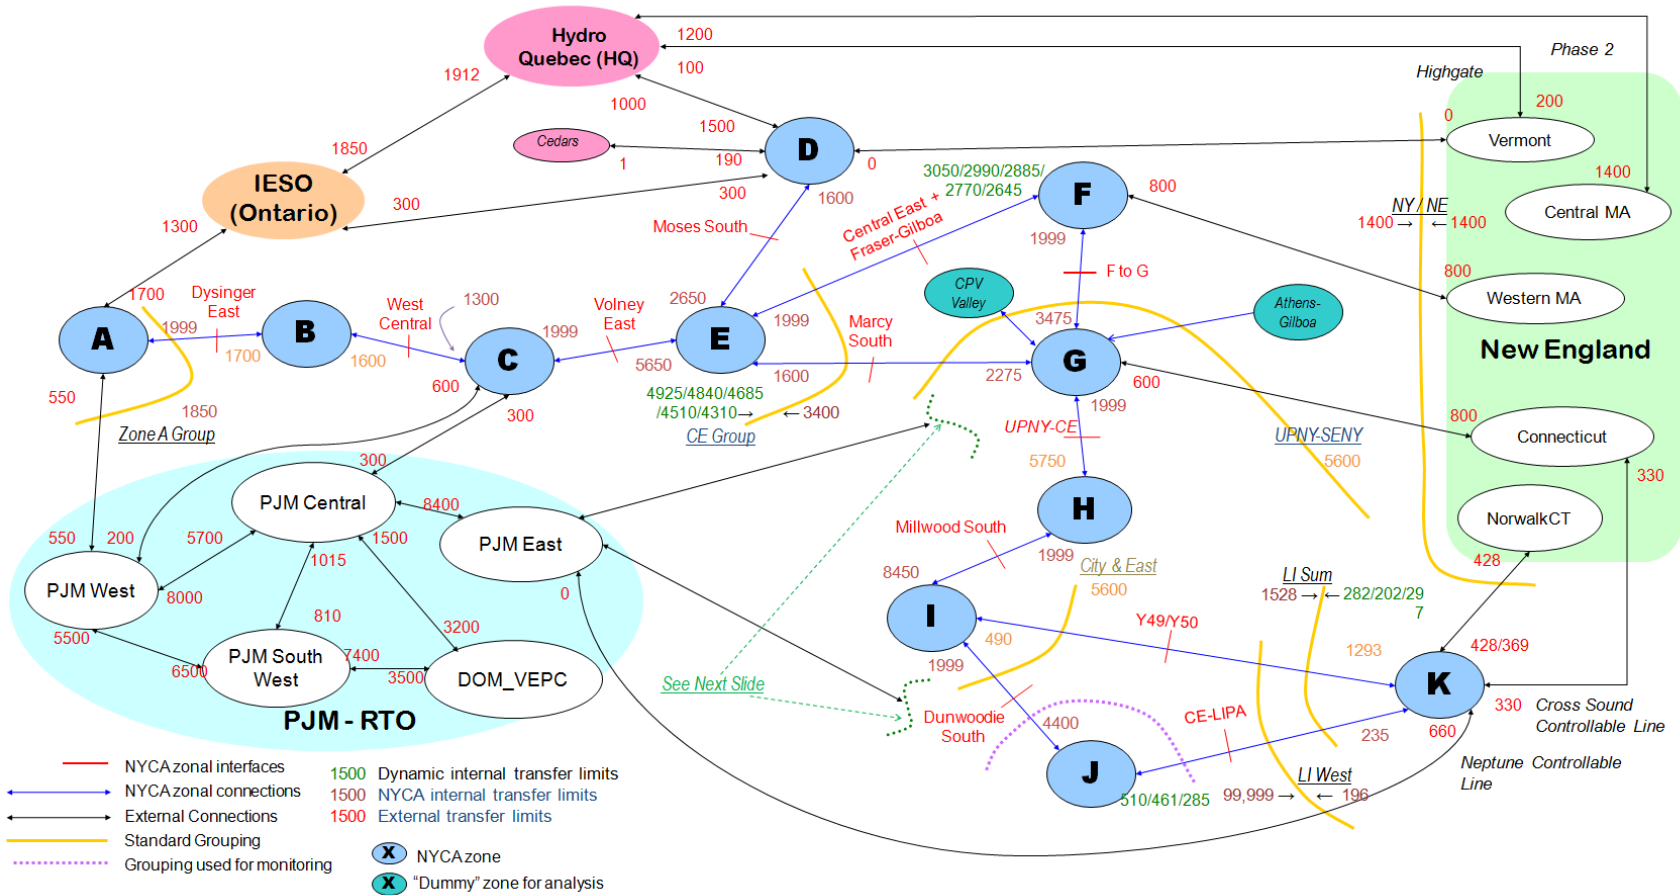 Hydro
Quebec (HQ)
1200
100
1912
1000
1500
Phase 2
Highgate
0
200
Vermont
Cedars
1
190
300
D
0
1600
1850
IESO
(Ontario)
300
1300
Moses South
3050/2990/2885/
2770/2645
Central East +
Fraser-Gilboa
F
800
1999
F to G
1400
NY / NE
1400 → ← 1400
Central MA
800
Western MA
New England
1700
Dysinger
East
A
1999
B
1700
West
Central
1300
1600
C
1999
600
300
Volney
East
2650
E
1999
5650
1600
Marcy
South
CPV
Valley
3475
Athens-
Gilboa
G
2275
600
1999
550
1850
Zone A Group
4925/4840/4685
/4510/4310→ ←3400
CE Group
UPNY-CE
5750
UPNY-SENY
5600
800
Connecticut
330
NorwalkCT
428
300
PJM Central
8400
PJM East
550
200
5700
1500
1015
PJM West
8000
0
5500
810
3200
PJM South
West
6500
7400
3500
DOM_VEPC
PJM - RTO
H
Millwood South
1999
8450
City & East
5600
I
490
1999
See Next Slide
Dunwoodie
South
4400
J
510/461/285
Y49/Y50
LI Sum
1528 → ← 282/202/29
7
1293
428/369
K
330
Cross Sound
Controllable Line
660
235
CE-LIPA
LI West
99,999 → ← 196
Neptune Controllable
Line
NYCA zonal interfaces
NYCA zonal connections
External Connections
Standard Grouping
Grouping used for monitoring
1500 Dynamic internal transfer limits
1500 NYCA internal transfer limits
1500 External transfer limits
X NYCA zone
X "Dummy" zone for analysis